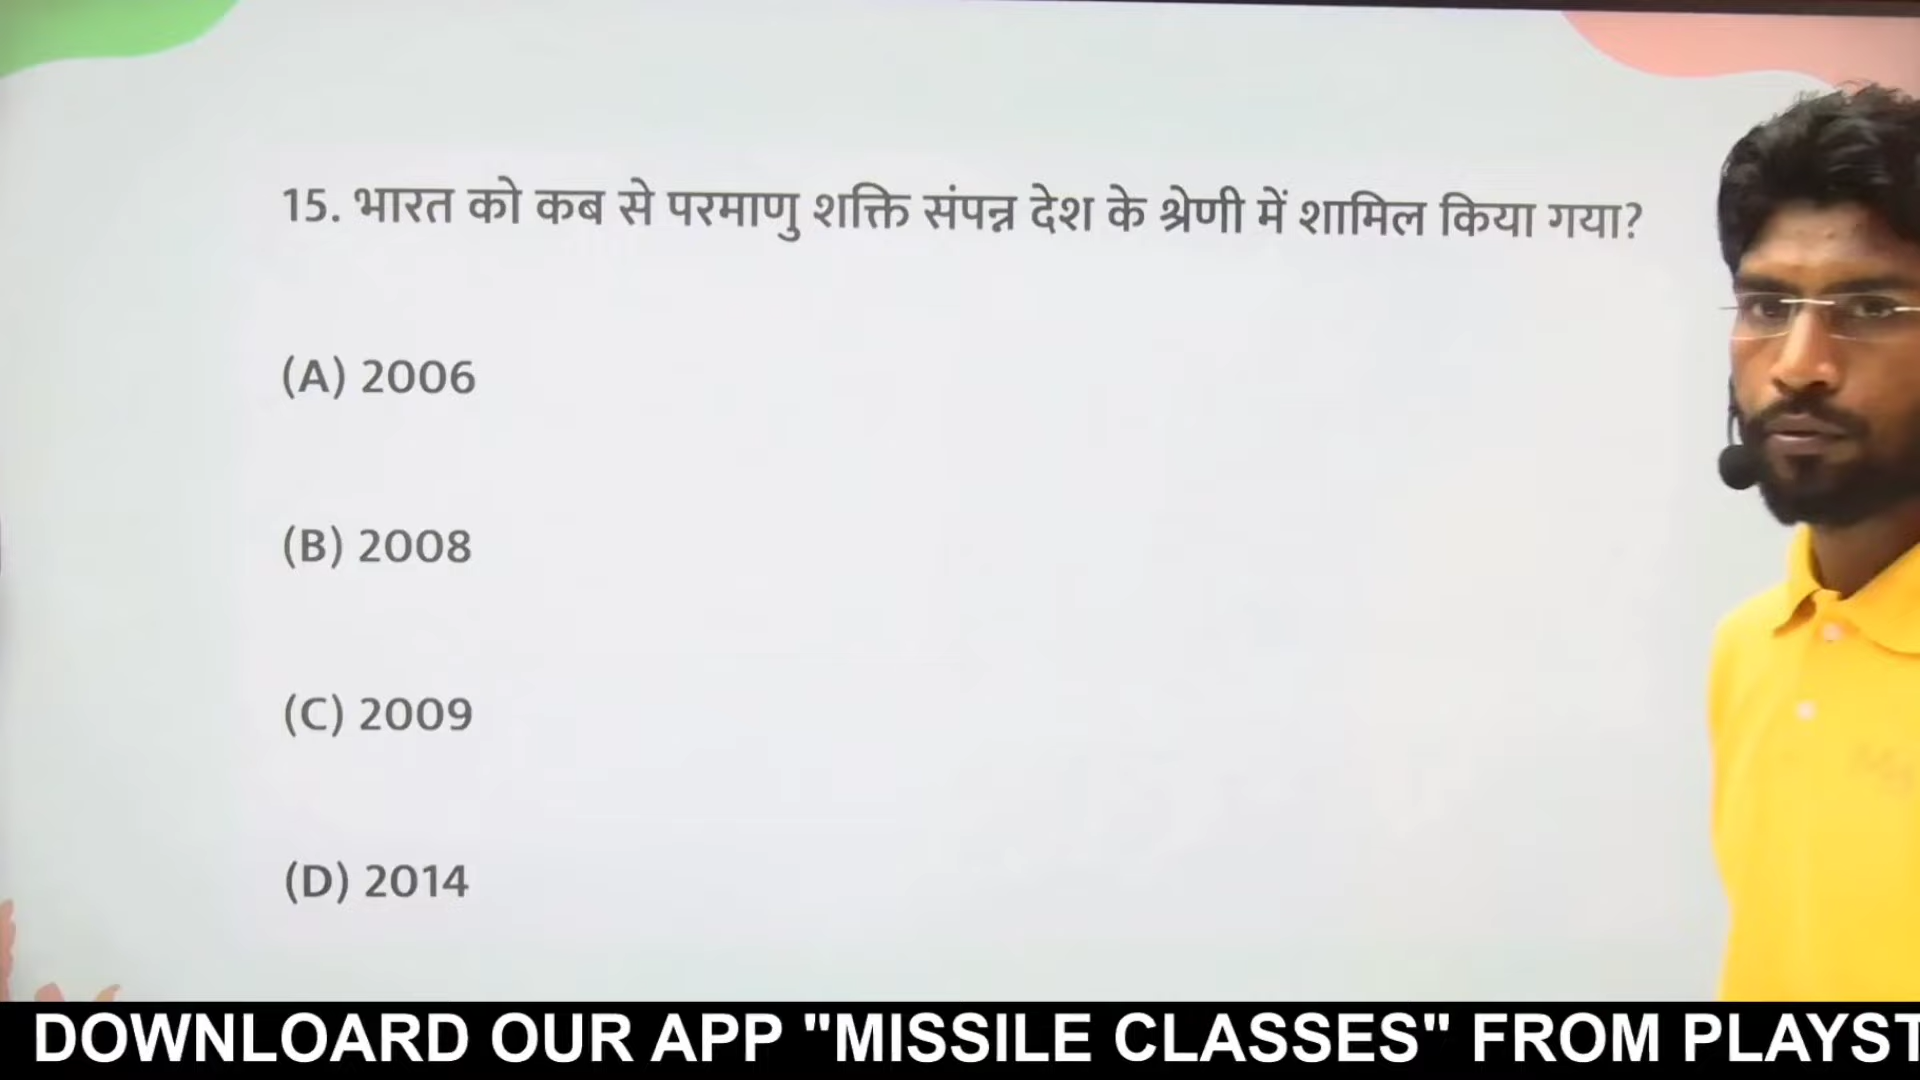 15. भारत को कब से परमाणु शक्ति संपन्न देश के श्रेणी में शामिल किया गया?
(A) 2006
(B) 2008
(C) 2009
(D) 2014
DOWNLOARD OUR APP "MISSILE CLASSES" FROM PLAYST